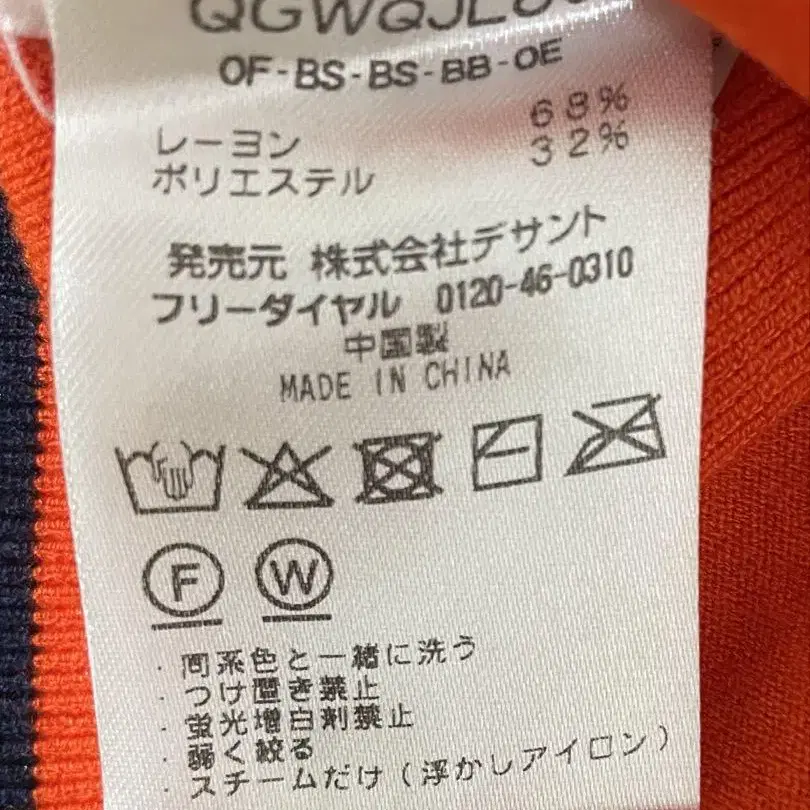 OF-BS-BS-BB-OE
レーヨン 68%
ポリエステル 32%
発売元 株式会社デサント
フリーダイヤル 0120-46-0310
中国製
MADE IN CHINA
F W
・同系色と一緒に洗う
・つけ置き禁止
・蛍光増白剤禁止
・弱く絞る
・スチームだけ(浮かしアイロン)